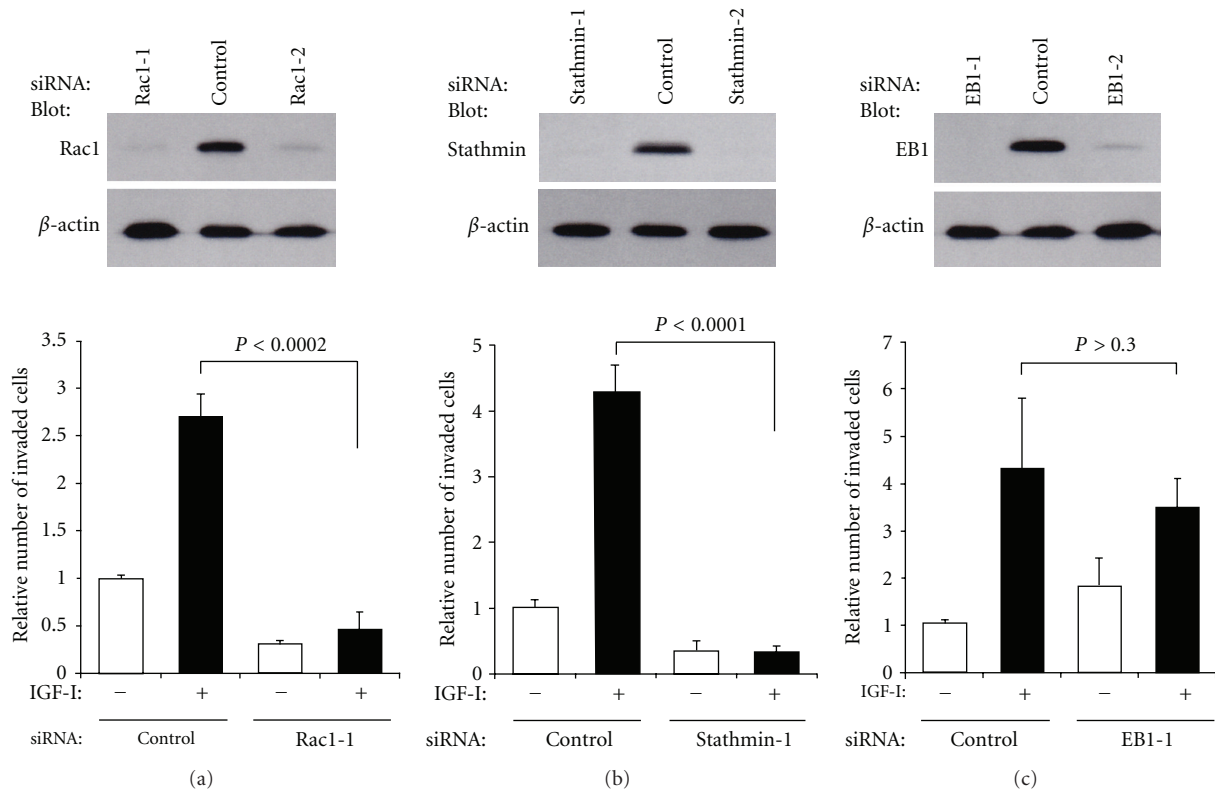 siRNA:
Rac1-1
Control
Rac1-2
Blot:
Rac1
β-actin
Relative number of invaded cells
3.5
3
2.5
2
1.5
1
0.5
0
P < 0.0002
IGF-I: − + − +
siRNA: Control Rac1-1
(a)
siRNA:
Stathmin-1
Control
Stathmin-2
Blot:
Stathmin
β-actin
Relative number of invaded cells
5
4
3
2
1
0
P < 0.0001
IGF-I: − + − +
siRNA: Control Stathmin-1
(b)
siRNA:
EB1-1
Control
EB1-2
Blot:
EB1
β-actin
Relative number of invaded cells
7
6
5
4
3
2
1
0
P > 0.3
IGF-I: − + − +
siRNA: Control EB1-1
(c)